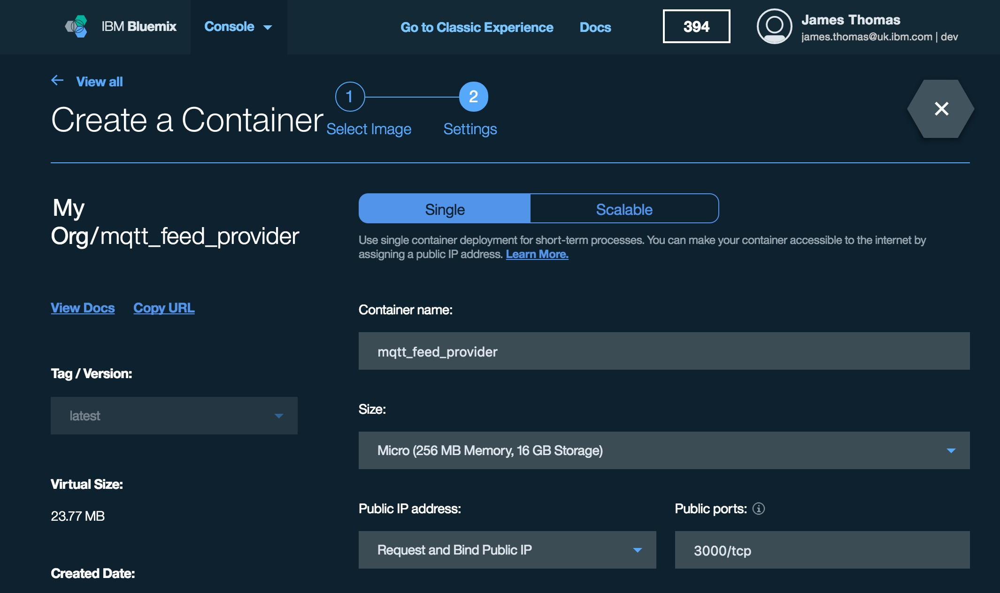 IBM Bluemix
Console
Go to Classic Experience
Docs
394
James Thomas
james.thomas@uk.ibm.com | dev
View all
Create a Container
1
Select Image
2
Settings
My
Org/mqtt_feed_provider
View Docs
Copy URL
Tag / Version:
latest
Virtual Size:
23.77 MB
Created Date:
Single
Scalable
Use single container deployment for short-term processes. You can make your container accessible to the internet by
assigning a public IP address. Learn More.
Container name:
mqtt_feed_provider
Size:
Micro (256 MB Memory, 16 GB Storage)
Public IP address:
Request and Bind Public IP
Public ports:
3000/tcp